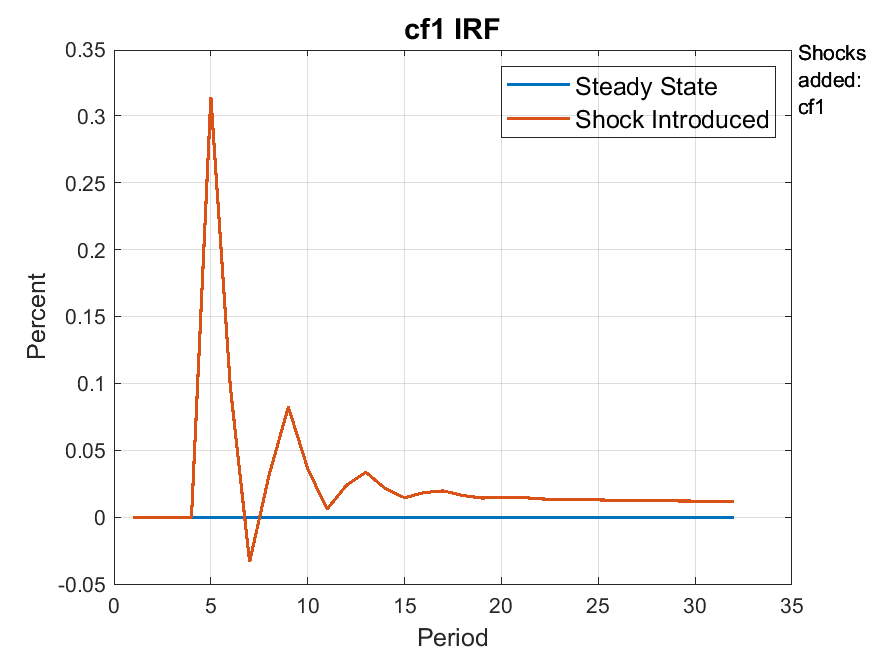 cf1 IRF
Shocks
added:
cf1
Steady State
Shock Introduced
0.35
0.3
0.25
0.2
0.15
0.1
0.05
0
-0.05
Percent
0
5
10
15
20
25
30
35
Period